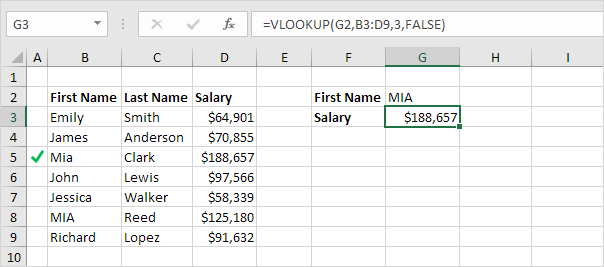 G3 =VLOOKUP(G2,B3:D9,3,FALSE)
A B C D E F G H I
1
2 First Name Last Name Salary First Name MIA
3 Emily Smith $64,901 Salary $188,657
4 James Anderson $70,855
5 Mia Clark $188,657
6 John Lewis $97,566
7 Jessica Walker $58,339
8 MIA Reed $125,180
9 Richard Lopez $91,632
10